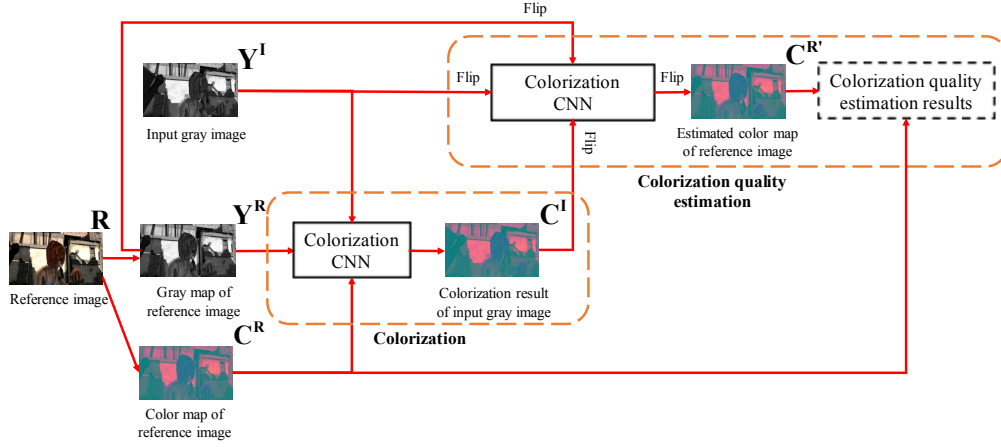 Flip
Y^I
Input gray image
Flip
Colorization
CNN
Flip
C^R'
Estimated color map
of reference image
Colorization quality
estimation results
Flip
Colorization quality
estimation
R
Reference image
Y^R
Gray map of
reference image
Colorization
CNN
C^I
Colorization result
of input gray image
Colorization
C^R
Color map of
reference image